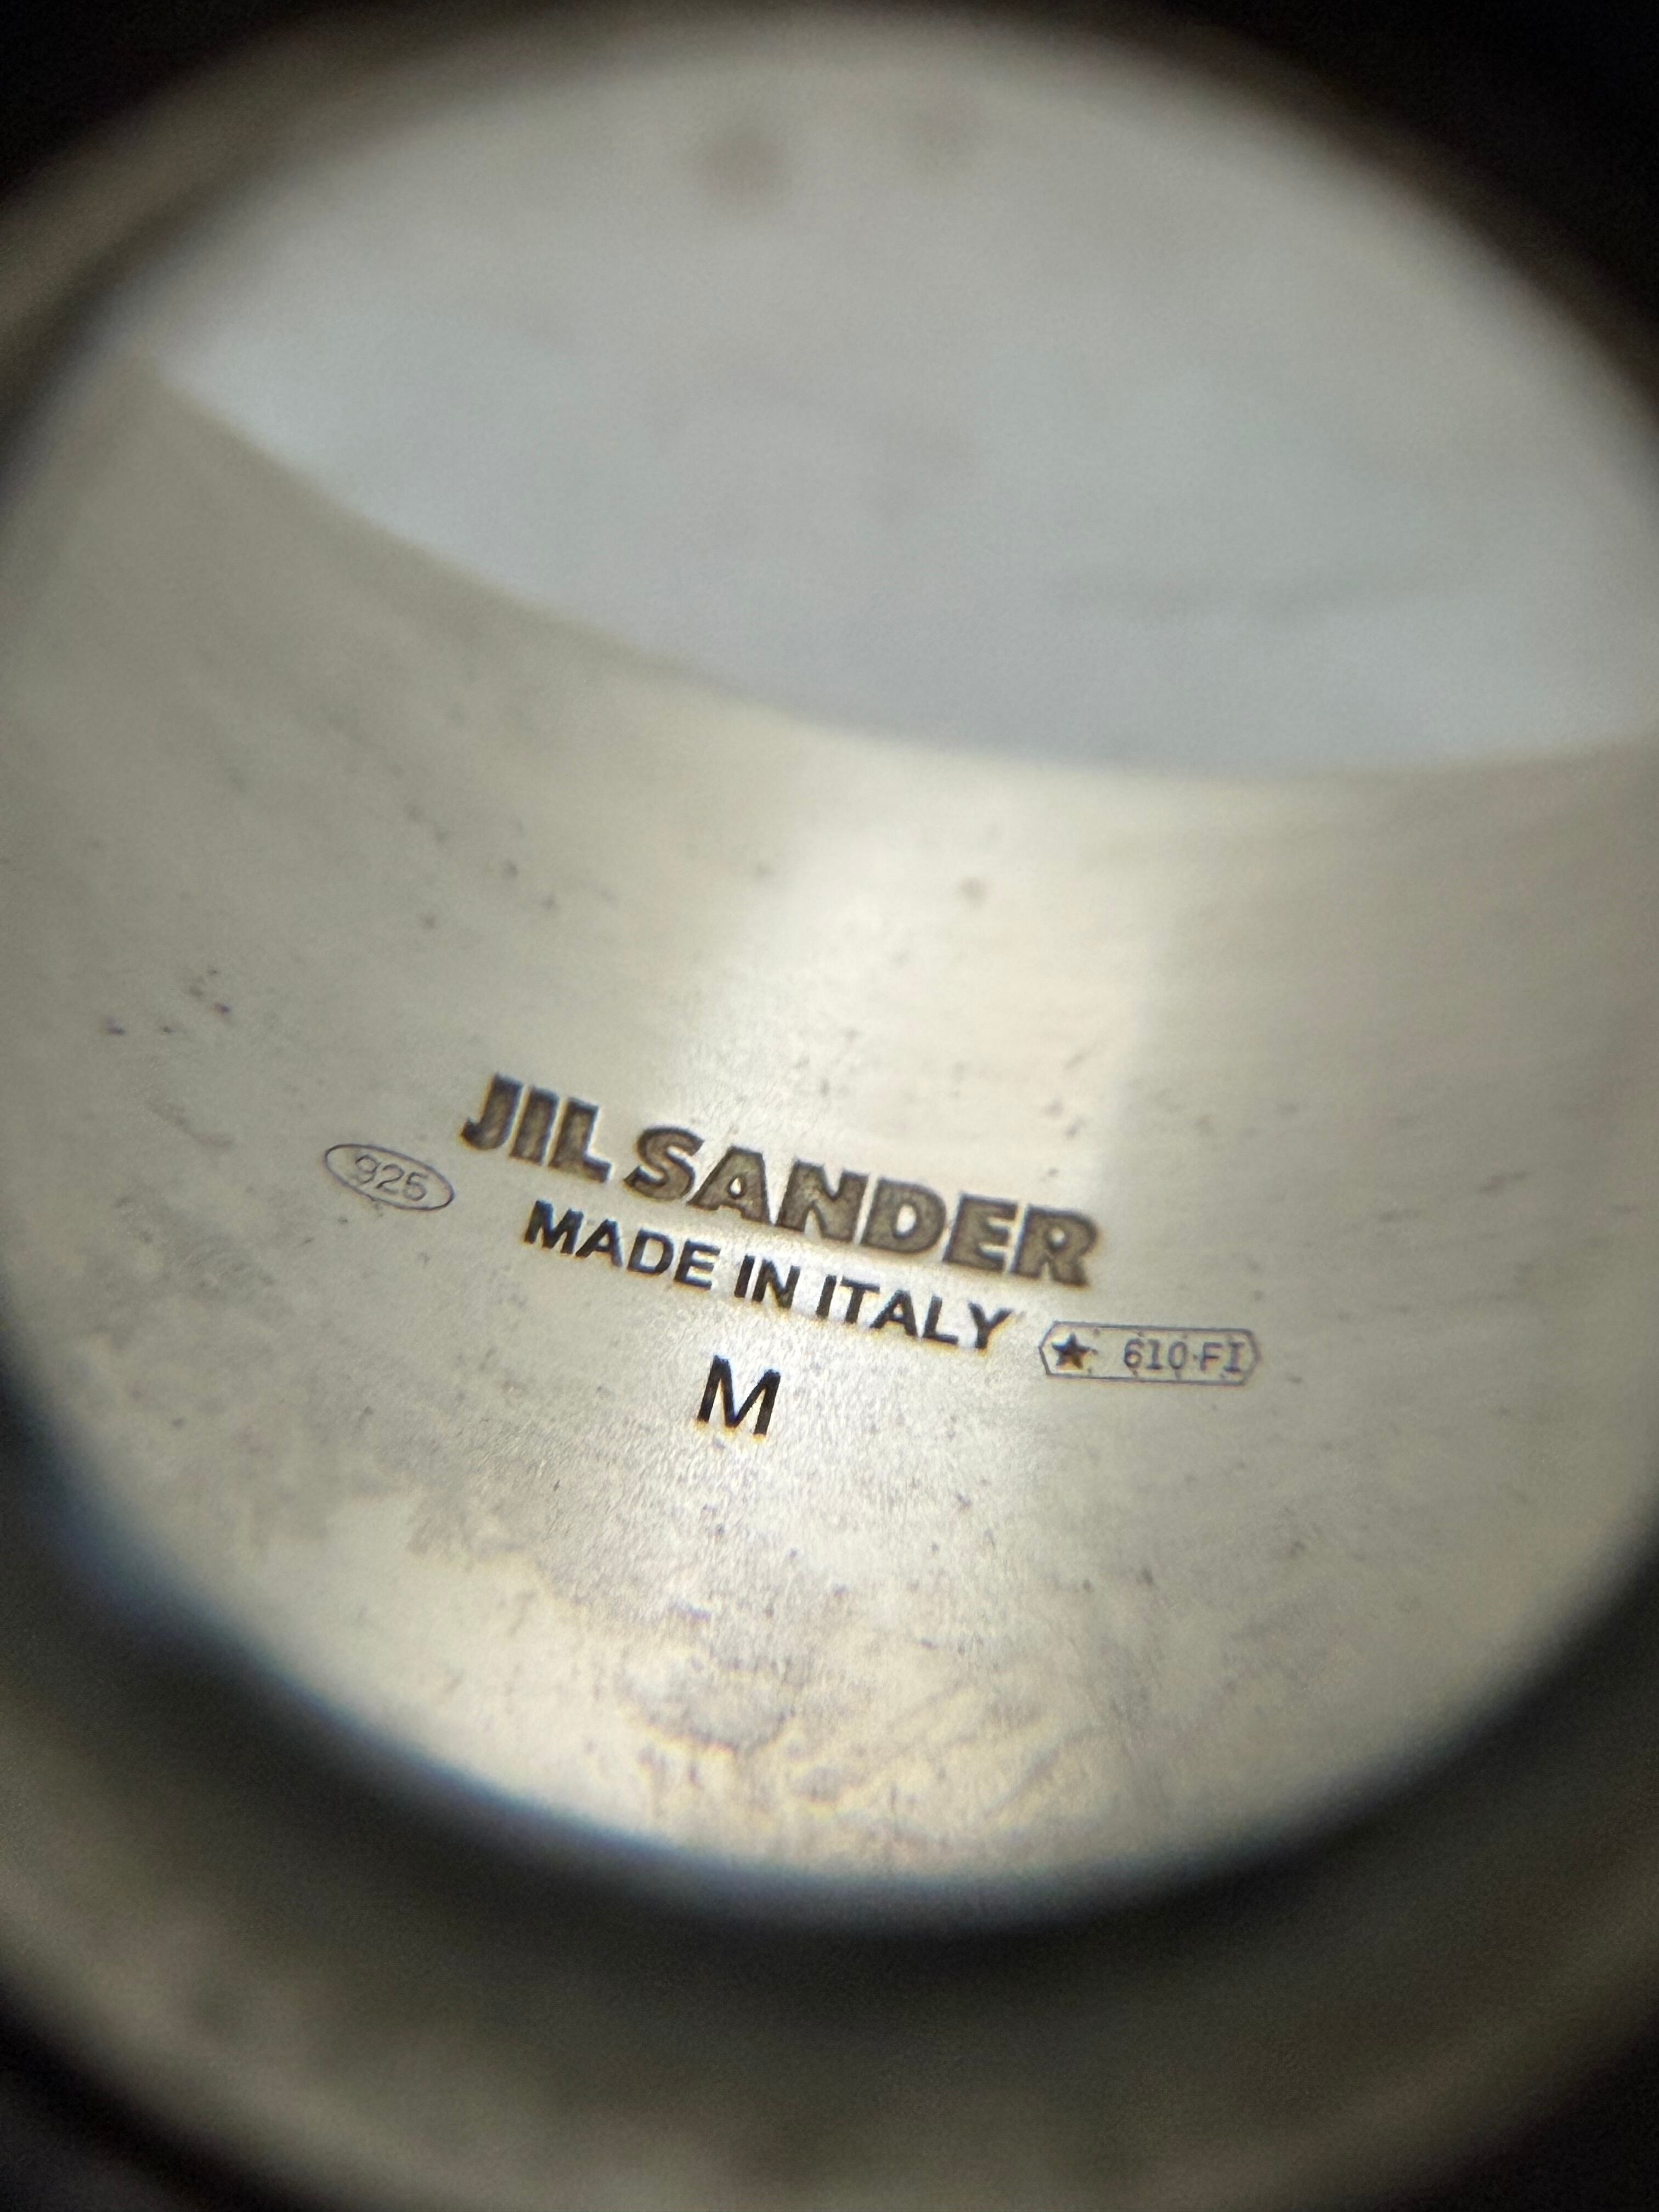 JIL SANDER
925
MADE IN ITALY
★ 610 FI
M